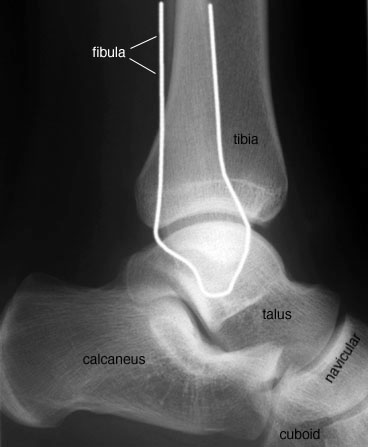 fibula
tibia
talus
navicular
calcaneus
cuboid